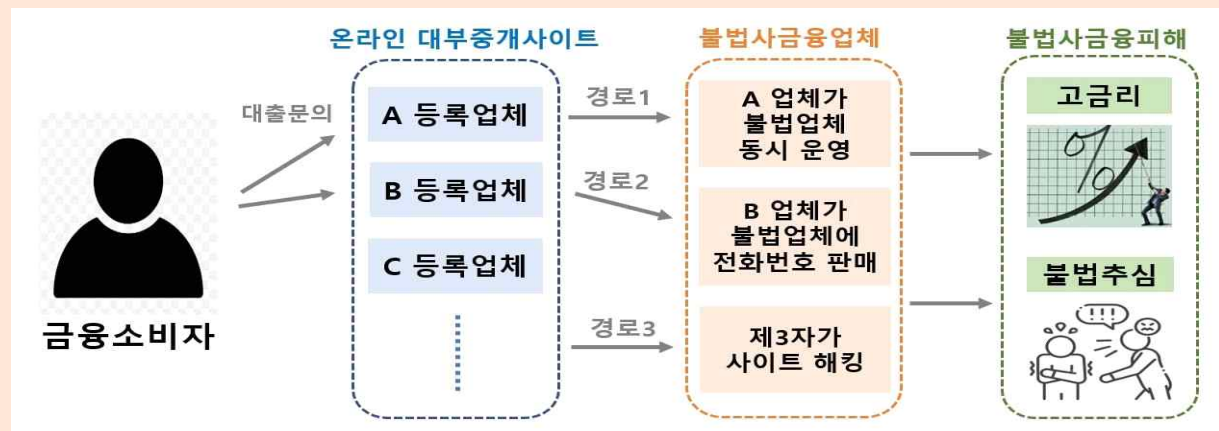 온라인 대부중개사이트
불법사금융업체
불법사금융피해
대출문의
A 등록업체
B 등록업체
C 등록업체
경로1
경로2
경로3
A 업체가
불법업체
동시 운영
B 업체가
불법업체에
전화번호 판매
제3자가
사이트 해킹
고금리
%
불법추심
!!!
금융소비자